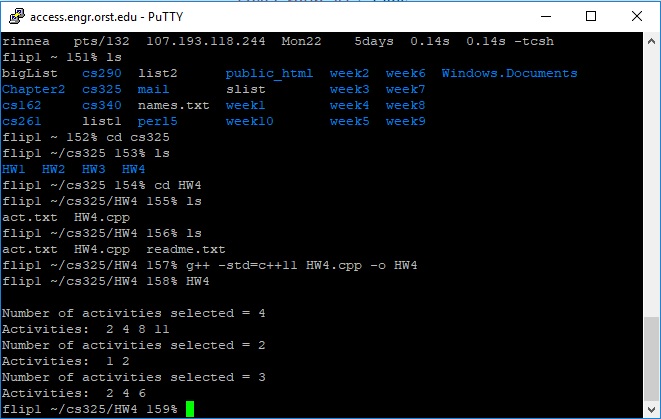 access.engr.orst.edu - PuTTY
rinnea   pts/132  107.193.118.244  Mon22    5days  0.14s  0.14s -tcsh
flip1 ~ 151% ls
bigList   cs290  list2      public_html  week2  week6  Windows.Documents
Chapter2  cs325  mail       slist        week3  week7
cs162     cs340  names.txt  week1        week4  week8
cs261     list1  per15      week10       week5  week9
flip1 ~ 152% cd cs325
flip1 ~/cs325 153% ls
HW1  HW2  HW3  HW4
flip1 ~/cs325 154% cd HW4
flip1 ~/cs325/HW4 155% ls
act.txt  HW4.cpp
flip1 ~/cs325/HW4 156% ls
act.txt  HW4.cpp  readme.txt
flip1 ~/cs325/HW4 157% g++ -std=c++11 HW4.cpp -o HW4
flip1 ~/cs325/HW4 158% HW4
Number of activities selected = 4
Activities:  2 4 8 11
Number of activities selected = 2
Activities:  1 2
Number of activities selected = 3
Activities:  2 4 6
flip1 ~/cs325/HW4 159%